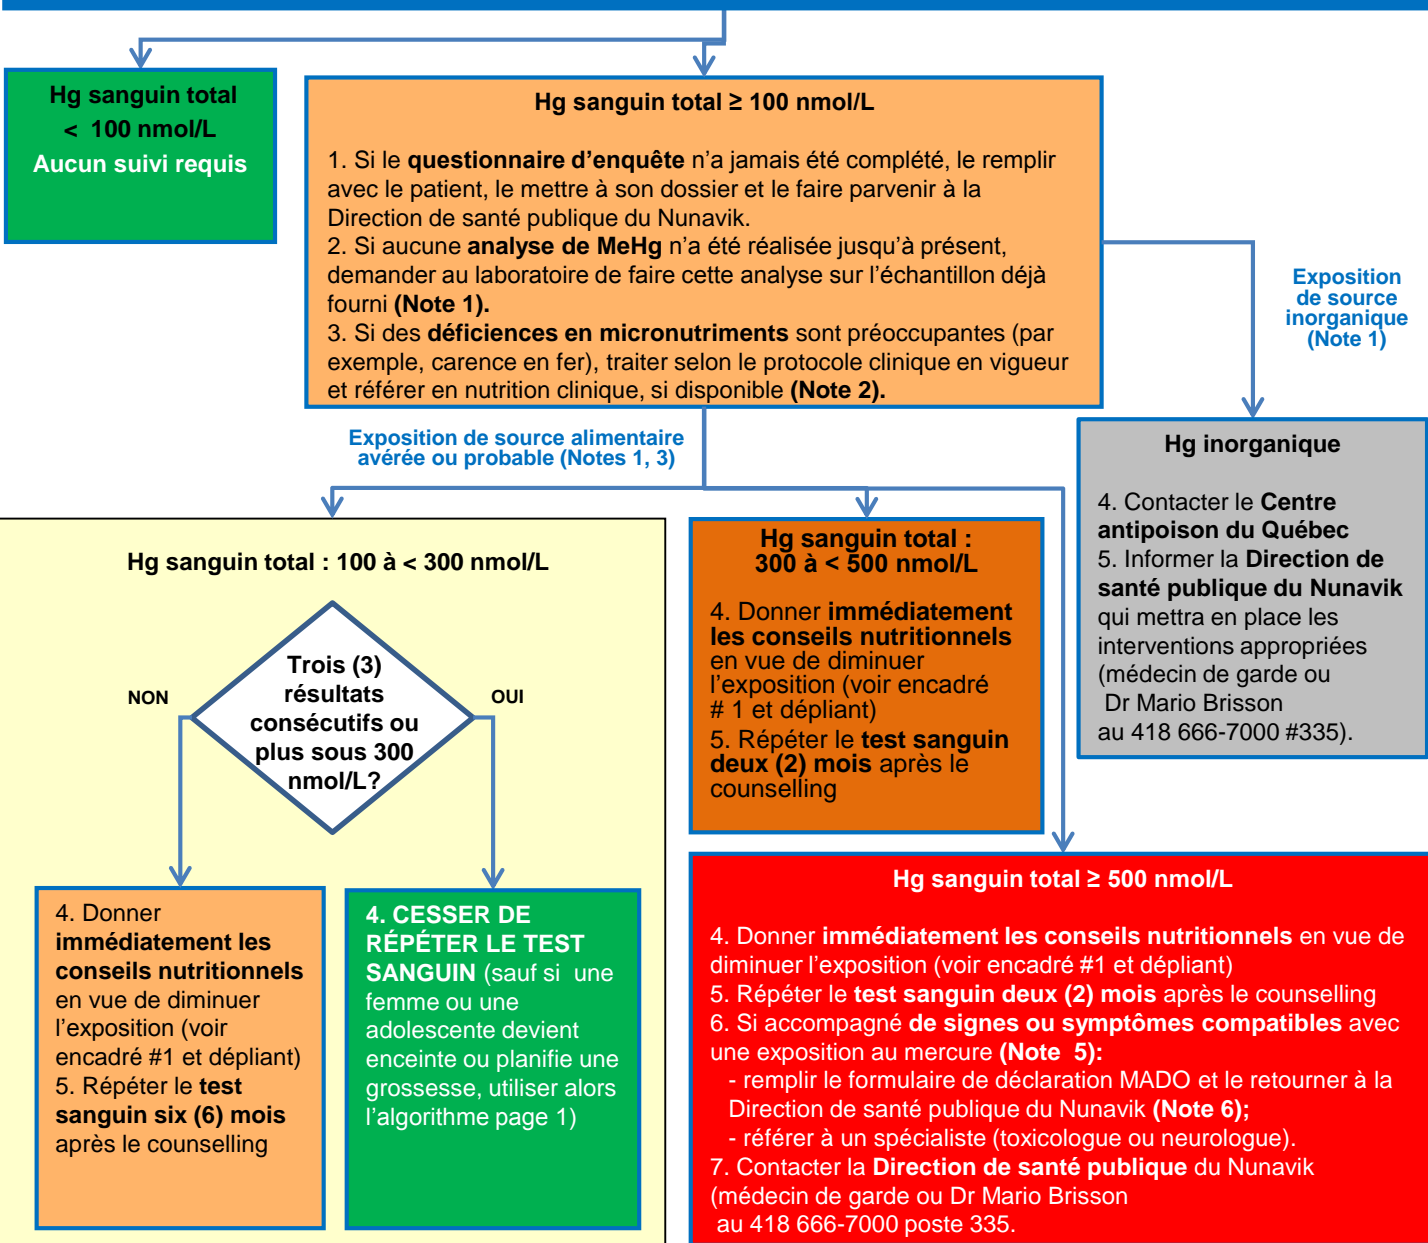 Hg sanguin total
< 100 nmol/L
Aucun suivi requis
Hg sanguin total ≥ 100 nmol/L
1. Si le questionnaire d’enquête n’a jamais été complété, le remplir
avec le patient, le mettre à son dossier et le faire parvenir à la
Direction de santé publique du Nunavik.
2. Si aucune analyse de MeHg n’a été réalisée jusqu’à présent,
demander au laboratoire de faire cette analyse sur l’échantillon déjà
fourni (Note 1).
3. Si des déficiences en micronutriments sont préoccupantes (par
exemple, carence en fer), traiter selon le protocole clinique en vigueur
et référer en nutrition clinique, si disponible (Note 2).
Exposition
de source
inorganique
(Note 1)
Exposition de source alimentaire
avérée ou probable (Notes 1, 3)
Hg inorganique
4. Contacter le Centre
antipoison du Québec
5. Informer la Direction de
santé publique du Nunavik
qui mettra en place les
interventions appropriées
(médecin de garde ou
Dr Mario Brisson
au 418 666-7000 #335).
Hg sanguin total : 100 à < 300 nmol/L
Trois (3)
résultats
consécutifs ou
plus sous 300
nmol/L?
NON
OUI
4. Donner
immédiatement les
conseils nutritionnels
en vue de diminuer
l’exposition (voir
encadré #1 et dépliant)
5. Répéter le test
sanguin six (6) mois
après le counselling
4. CESSER DE
RÉPÉTER LE TEST
SANGUIN (sauf si une
femme ou une
adolescente devient
enceinte ou planifie une
grossesse, utiliser alors
l’algorithme page 1)
Hg sanguin total :
300 à < 500 nmol/L
4. Donner immédiatement
les conseils nutritionnels
en vue de diminuer
l’exposition (voir encadré
# 1 et dépliant)
5. Répéter le test sanguin
deux (2) mois après le
counselling
Hg sanguin total ≥ 500 nmol/L
4. Donner immédiatement les conseils nutritionnels en vue de
diminuer l’exposition (voir encadré #1 et dépliant)
5. Répéter le test sanguin deux (2) mois après le counselling
6. Si accompagné de signes ou symptômes compatibles avec
une exposition au mercure (Note 5):
- remplir le formulaire de déclaration MADO et le retourner à la
Direction de santé publique du Nunavik (Note 6);
- référer à un spécialiste (toxicologue ou neurologue).
7. Contacter la Direction de santé publique du Nunavik
(médecin de garde ou Dr Mario Brisson
au 418 666-7000 poste 335.